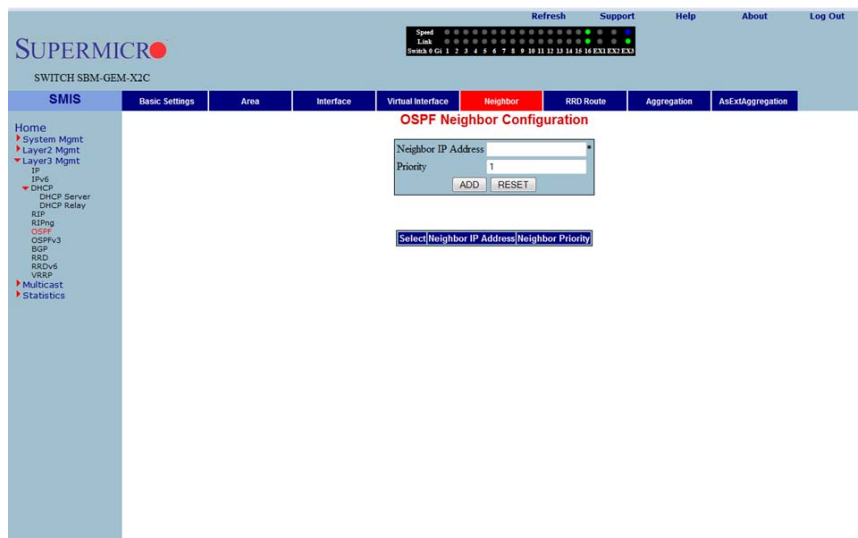 Refresh Support Help About Log Out
SUPERMICRO
SWITCH SBM-GEM-X2C
Speed
Link
Switch 0 Gi 1 2 3 4 5 6 7 8 9 10 11 12 13 14 15 16 EX1 EX2 EX3
SMIS
Basic Settings Area Interface Virtual Interface Neighbor RRD Route Aggregation AsExtAggregation
Home
System Mgmt
Layer2 Mgmt
Layer3 Mgmt
IP
IPv6
DHCP
DHCP Server
DHCP Relay
RIP
RIPng
OSPF
OSPFv3
BGP
RRD
RRDv6
VRRP
Multicast
Statistics
OSPF Neighbor Configuration
Neighbor IP Address *
Priority 1
ADD RESET
Select Neighbor IP Address Neighbor Priority